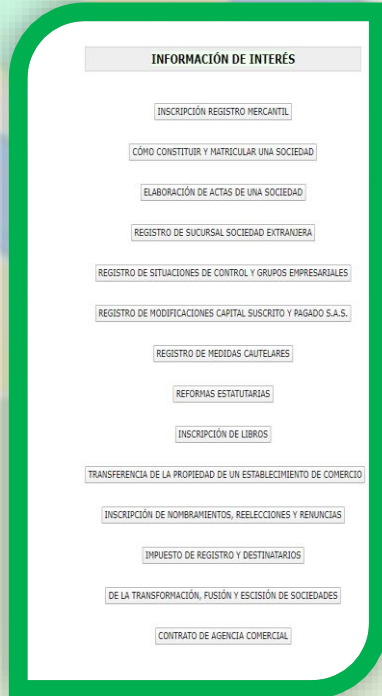 INFORMACIÓN DE INTERÉS
INSCRIPCIÓN REGISTRO MERCANTIL
CÓMO CONSTITUIR Y MATRICULAR UNA SOCIEDAD
ELABORACIÓN DE ACTAS DE UNA SOCIEDAD
REGISTRO DE SUCURSAL SOCIEDAD EXTRANJERA
REGISTRO DE SITUACIONES DE CONTROL Y GRUPOS EMPRESARIALES
REGISTRO DE MODIFICACIONES CAPITAL SUSCRITO Y PAGADO S.A.S.
REGISTRO DE MEDIDAS CAUTELARES
REFORMAS ESTATUTARIAS
INSCRIPCIÓN DE LIBROS
TRANSFERENCIA DE LA PROPIEDAD DE UN ESTABLECIMIENTO DE COMERCIO
INSCRIPCIÓN DE NOMBRAMIENTOS, REELECCIONES Y RENUNCIAS
IMPUESTO DE REGISTRO Y DESTINATARIOS
DE LA TRANSFORMACIÓN, FUSIÓN Y ESCISIÓN DE SOCIEDADES
CONTRATO DE AGENCIA COMERCIAL